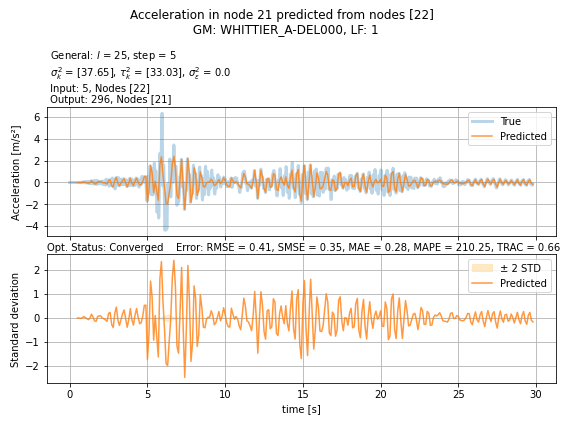 Acceleration in node 21 predicted from nodes [22]
GM: WHITTIER_A-DEL000, LF: 1
General: l = 25, step = 5
σ²ₖ = [37.65], τ²ₖ = [33.03], σ²ε = 0.0
Input: 5, Nodes [22]
Output: 296, Nodes [21]
Acceleration [m/s²]
6
4
2
0
−2
−4
True
Predicted
Opt. Status: Converged Error: RMSE = 0.41, SMSE = 0.35, MAE = 0.28, MAPE = 210.25, TRAC = 0.66
Standard deviation
2
1
0
−1
−2
± 2 STD
Predicted
0 5 10 15 20 25 30
time [s]